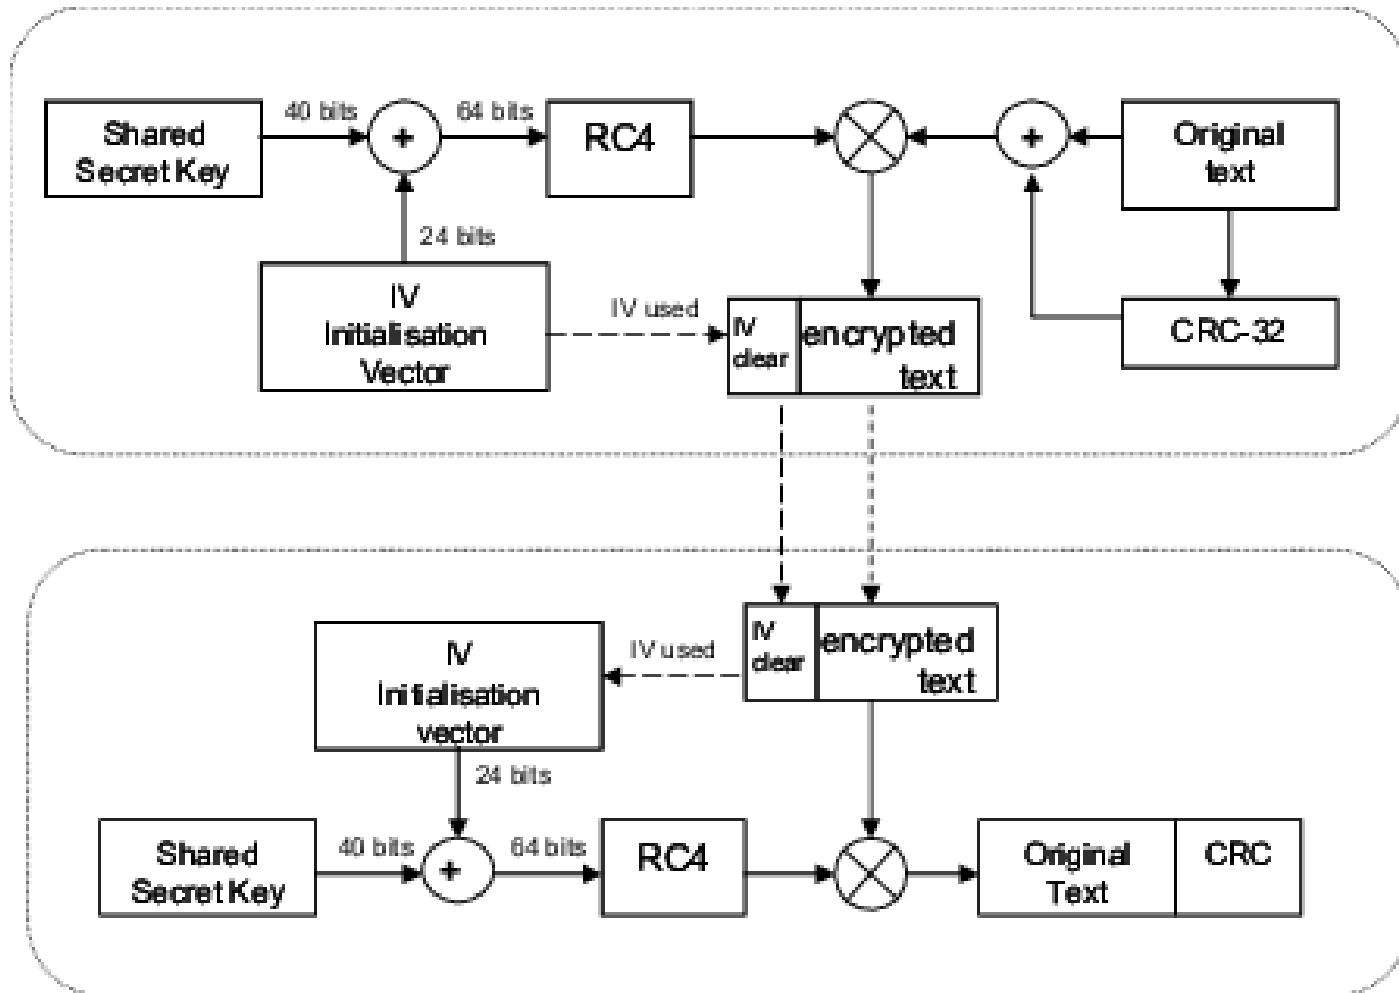 40 bits
64 bits
Shared
Secret Key
+
RC4
+
Original
text
24 bits
IV
Initialisation
Vector
IV used
IV
clear
encrypted
text
CRC-32
IV
Initialisation
vector
IV used
IV
clear
encrypted
text
24 bits
Shared
Secret Key
40 bits
+
64 bits
RC4
Original
Text
CRC